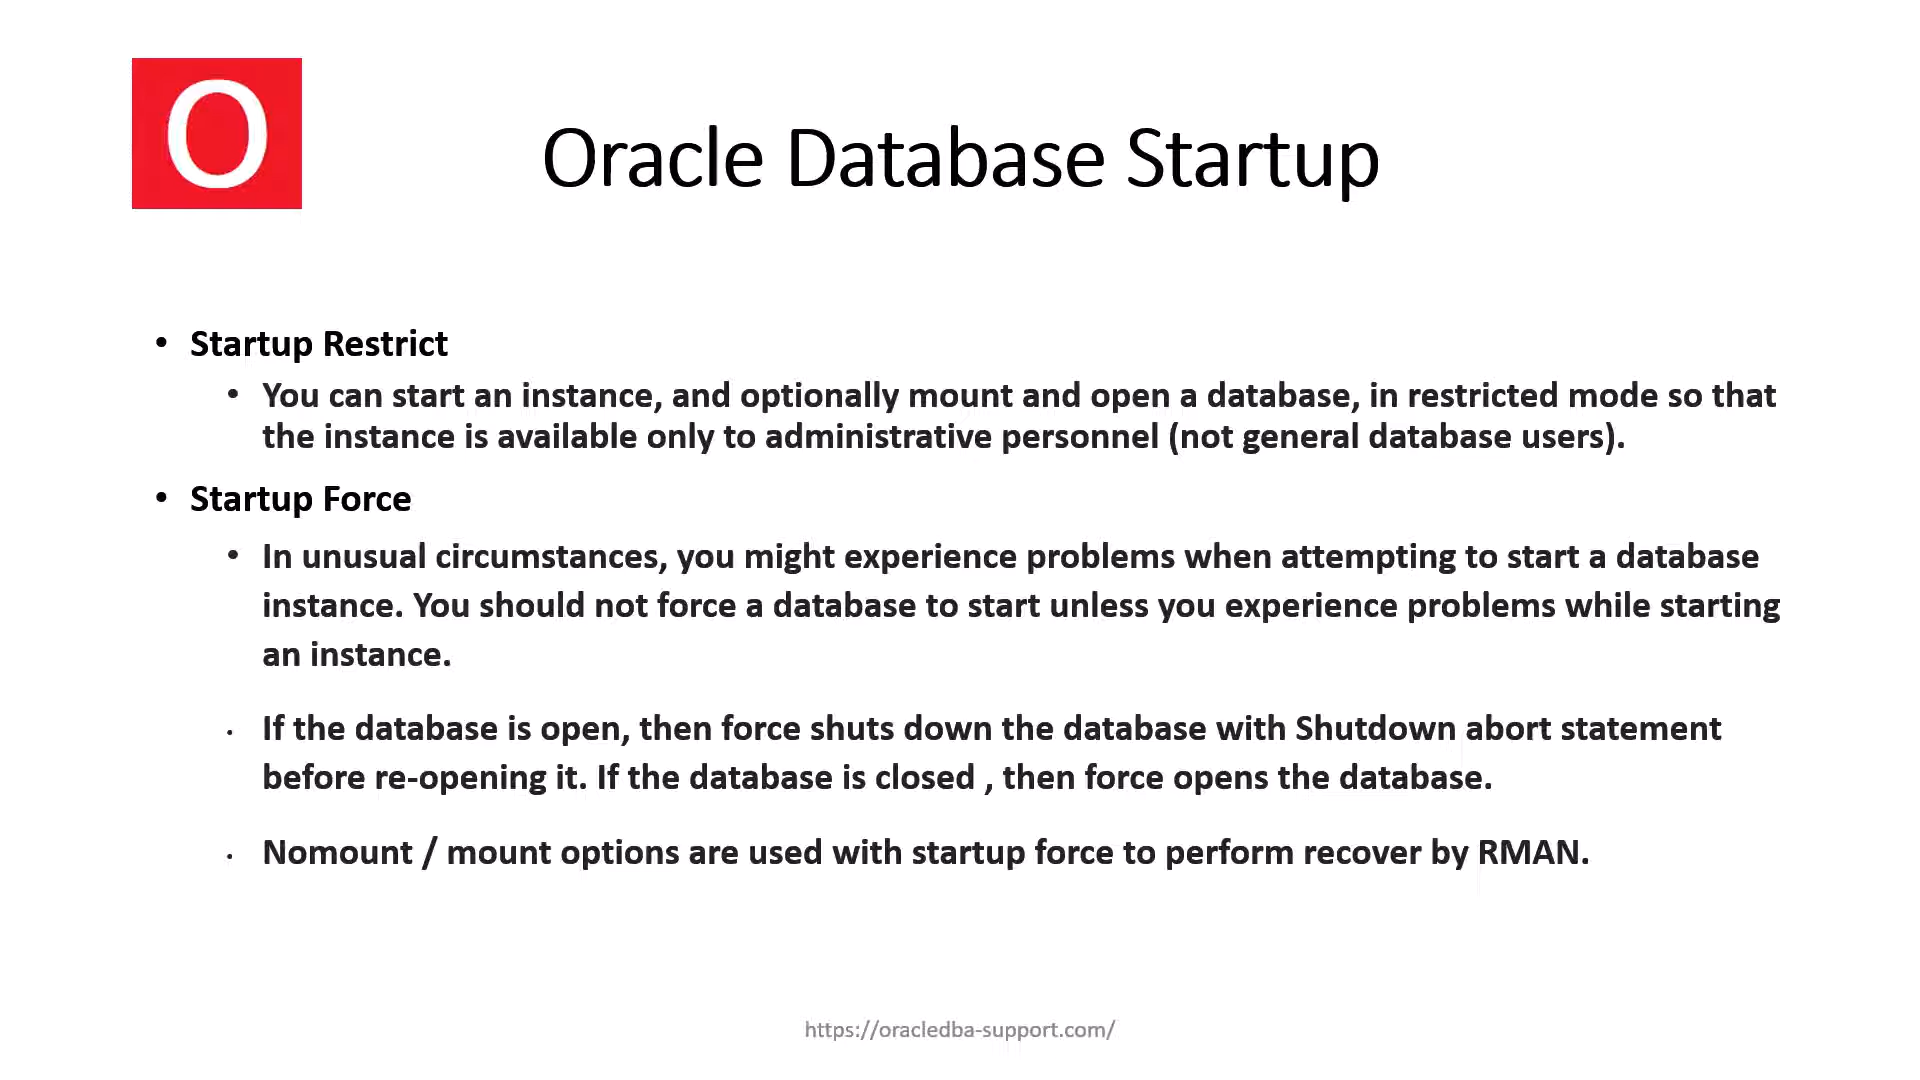 O
Oracle Database Startup
• Startup Restrict
• You can start an instance, and optionally mount and open a database, in restricted mode so that
the instance is available only to administrative personnel (not general database users).
• Startup Force
• In unusual circumstances, you might experience problems when attempting to start a database
instance. You should not force a database to start unless you experience problems while starting
an instance.
• If the database is open, then force shuts down the database with Shutdown abort statement
before re-opening it. If the database is closed , then force opens the database.
• Nomount / mount options are used with startup force to perform recover by RMAN.
https://oracledba-support.com/